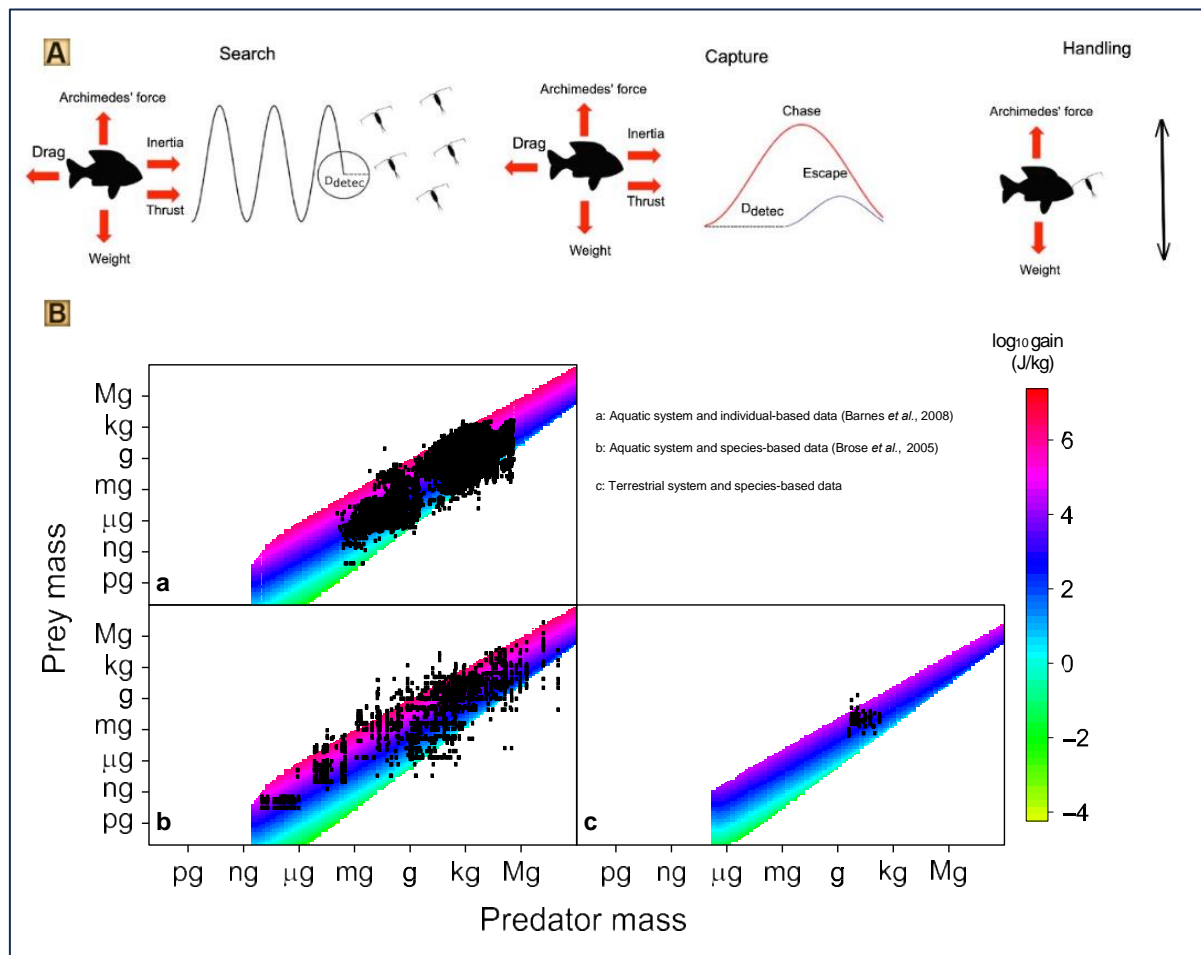 A
Search
Capture
Handling
Archimedes' force
Drag
Inertia
Thrust
Weight
Ddetec
Archimedes' force
Drag
Inertia
Thrust
Weight
Chase
Escape
Ddetec
Archimedes' force
Weight
B
log₁₀ gain
(J/kg)
6
4
2
0
−2
−4
a: Aquatic system and individual-based data (Barnes et al., 2008)
b: Aquatic system and species-based data (Brose et al., 2005)
c: Terrestrial system and species-based data
Prey mass
Mg
kg
g
mg
μg
ng
pg
a
Mg
kg
g
mg
μg
ng
pg
b
c
pg ng μg mg g kg Mg
pg ng μg mg g kg Mg
Predator mass